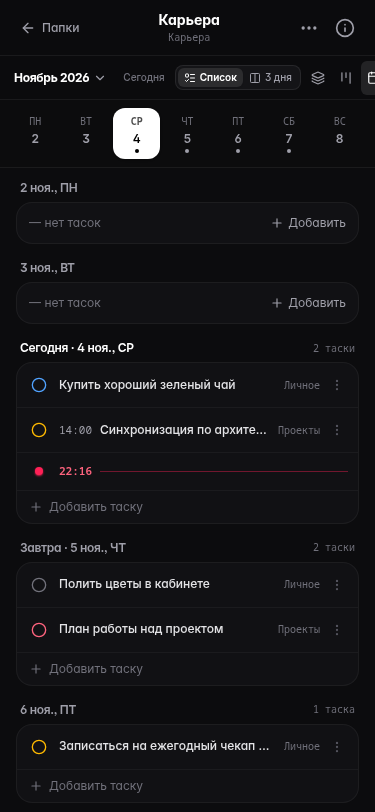 Папки
Карьера
Карьера
Ноябрь 2026
Сегодня
Список
3 дня
ПН ВТ СР ЧТ ПТ СБ ВС
2 3 4 5 6 7 8
2 ноя., ПН
— нет тасок
Добавить
3 ноя., ВТ
— нет тасок
Добавить
Сегодня · 4 ноя., СР
2 таски
Купить хороший зеленый чай
Личное
14:00 Синхронизация по архите...
Проекты
22:16
Добавить таску
Завтра · 5 ноя., ЧТ
2 таски
Полить цветы в кабинете
Личное
План работы над проектом
Проекты
Добавить таску
6 ноя., ПТ
1 таска
Записаться на ежегодный чекап ...
Личное
Добавить таску